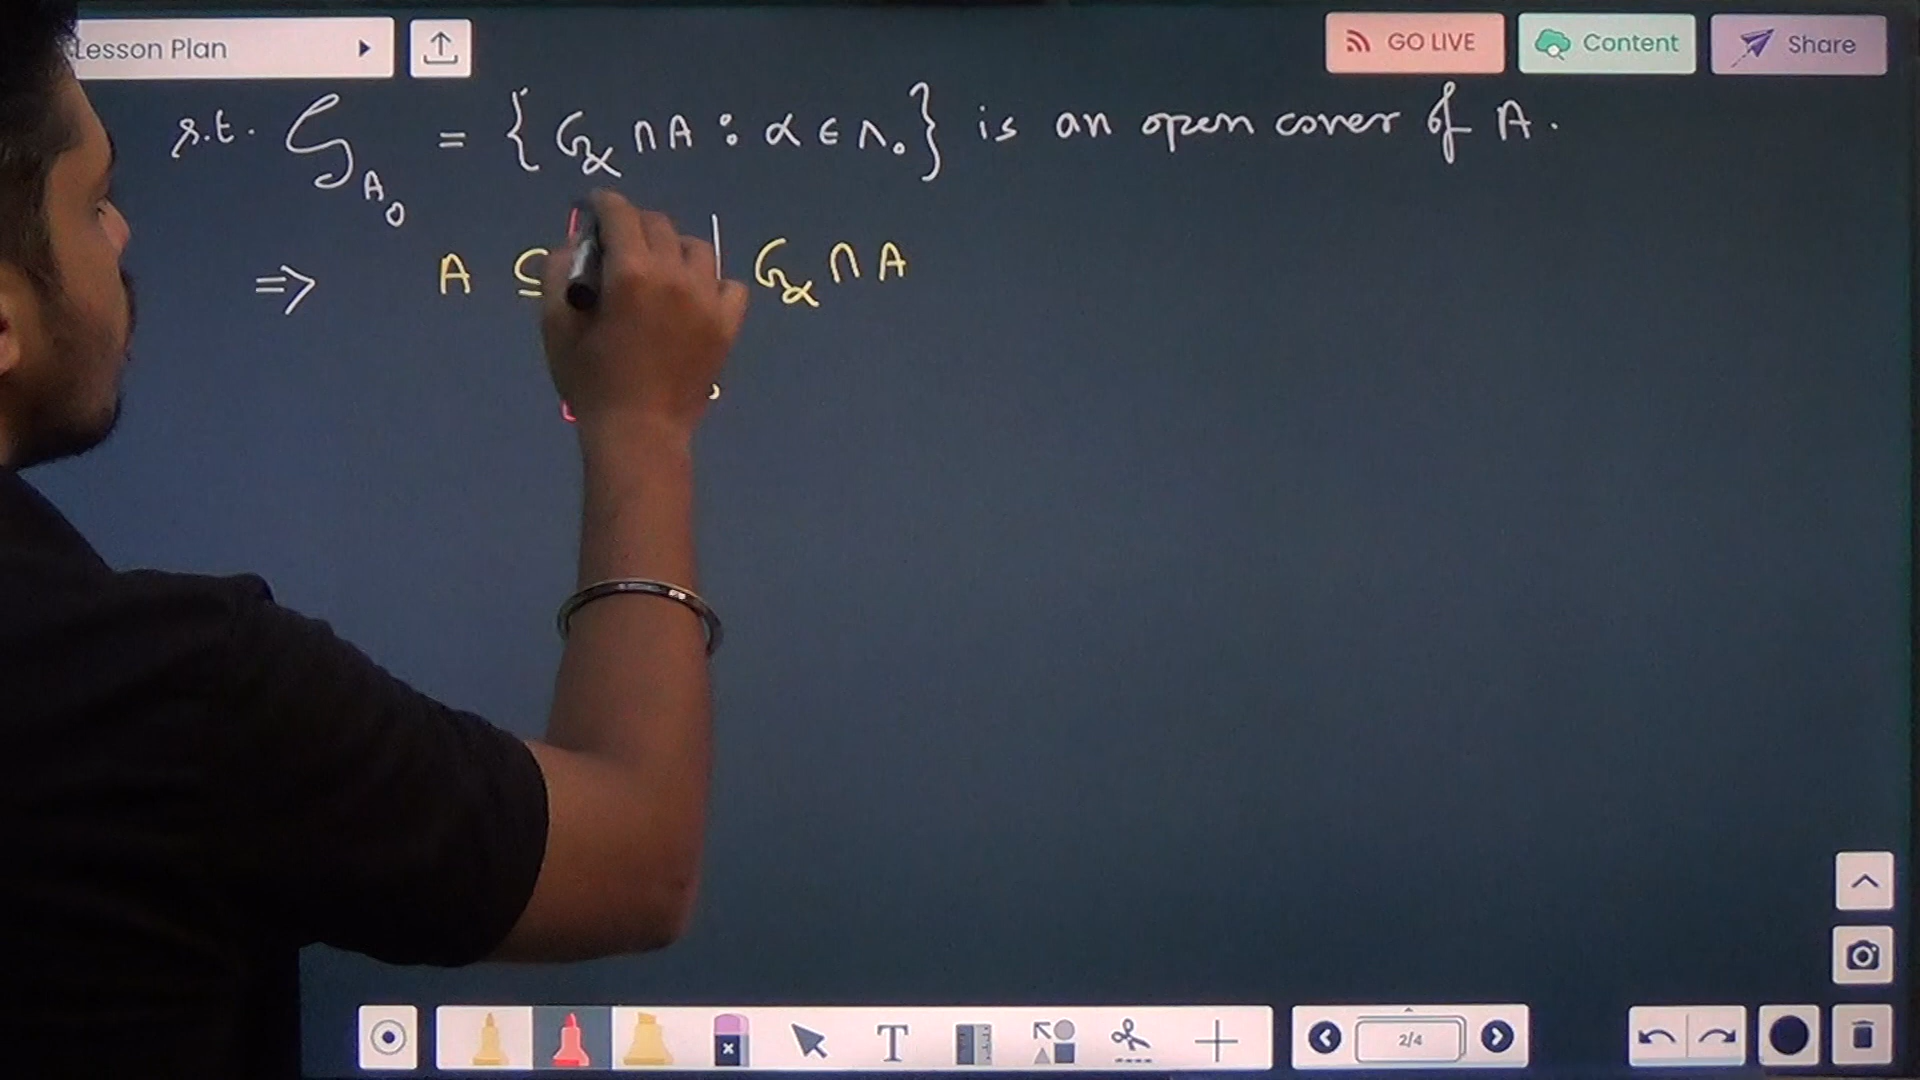 Lesson Plan
GO LIVE
Content
Share
s.t. G_{A_0} = { G_α ∩ A : α ∈ Λ_0 } is an open cover of A.
⇒ A ⊆ G_α ∩ A
T
2/4